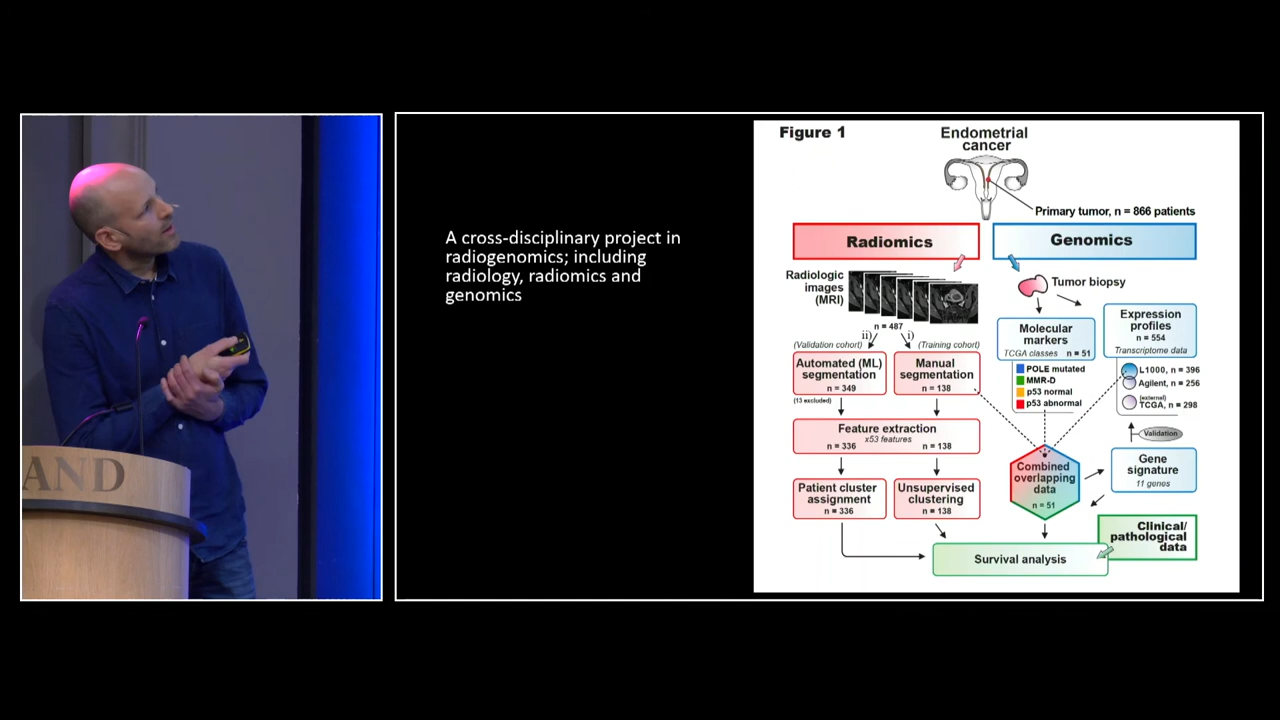 AND
A cross-disciplinary project in
radiogenomics; including
radiology, radiomics and
genomics
Figure 1
Endometrial
cancer
Primary tumor, n = 866 patients
Radiomics
Genomics
Radiologic
images
(MRI)
n = 487
ii)
i)
(Validation cohort)
(Training cohort)
Automated (ML)
segmentation
n = 349
(13 excluded)
Manual
segmentation
n = 138
Feature extraction
x53 features
n = 336
n = 138
Patient cluster
assignment
n = 336
Unsupervised
clustering
n = 138
Tumor biopsy
Molecular
markers
TCGA classes n = 51
POLE mutated
MMR-D
p53 normal
p53 abnormal
Expression
profiles
n = 554
Transcriptome data
L1000, n = 396
Agilent, n = 256
(external)
TCGA, n = 298
Validation
Gene
signature
11 genes
Combined
overlapping
data
n = 51
Clinical/
pathological
data
Survival analysis